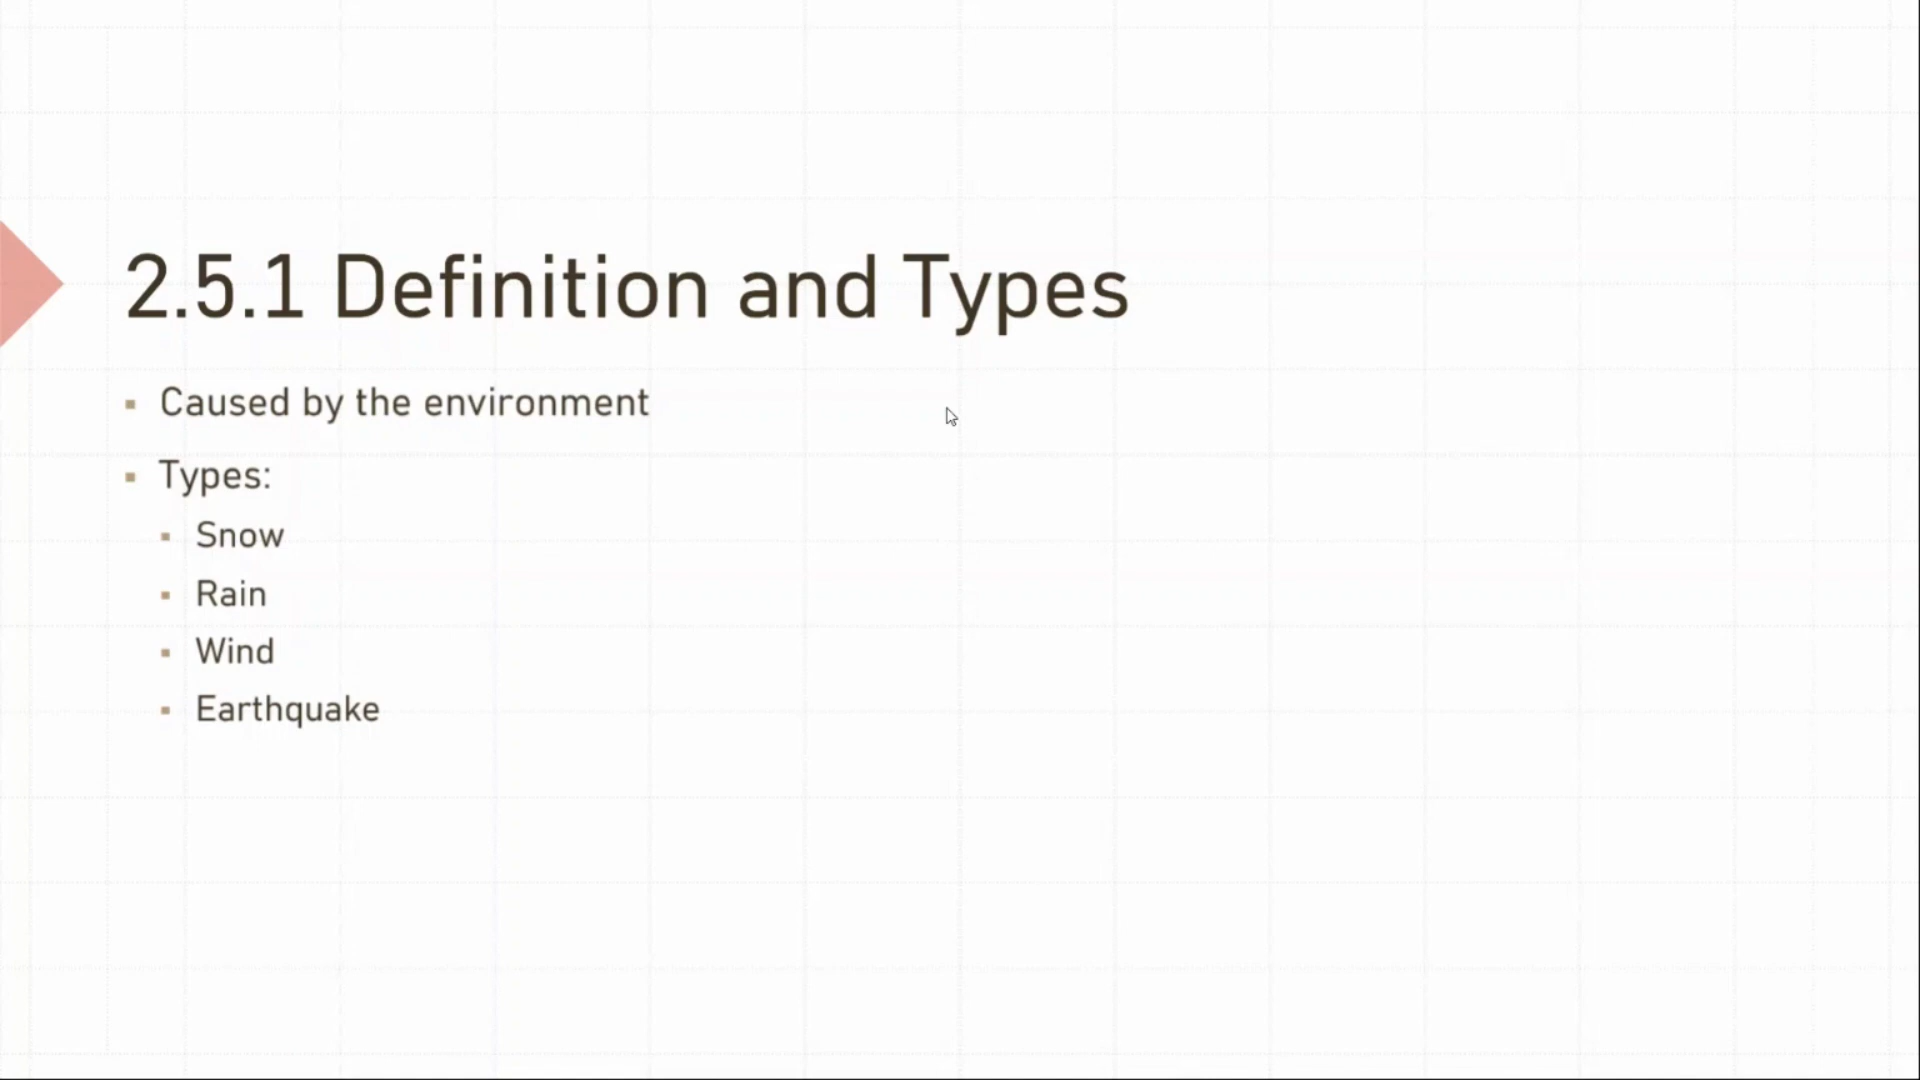 2.5.1 Definition and Types
Caused by the environment
Types:
Snow
Rain
Wind
Earthquake